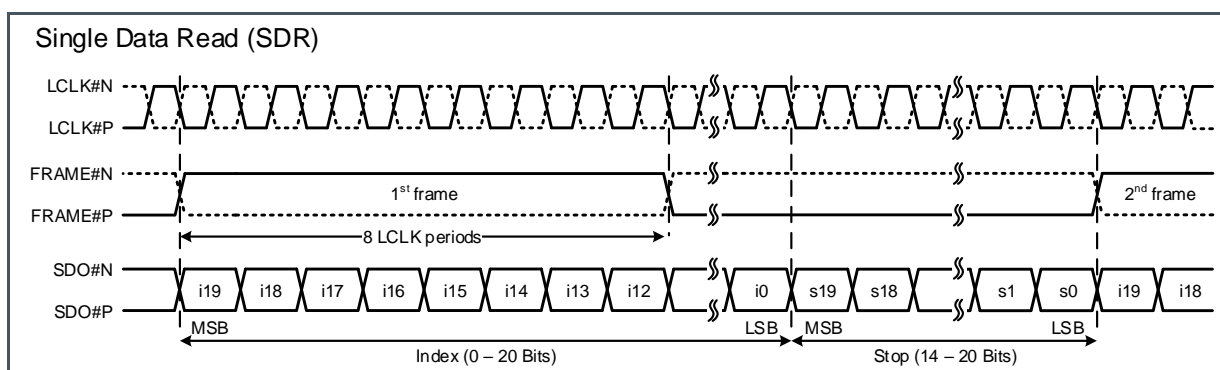 Single Data Read (SDR)
LCLK#N
LCLK#P
FRAME#N
1st frame
2nd frame
FRAME#P
8 LCLK periods
SDO#N
i19 i18 i17 i16 i15 i14 i13 i12 i0 s19 s18 s1 s0 i19 i18
SDO#P
MSB LSB MSB LSB
Index (0 – 20 Bits) Stop (14 – 20 Bits)